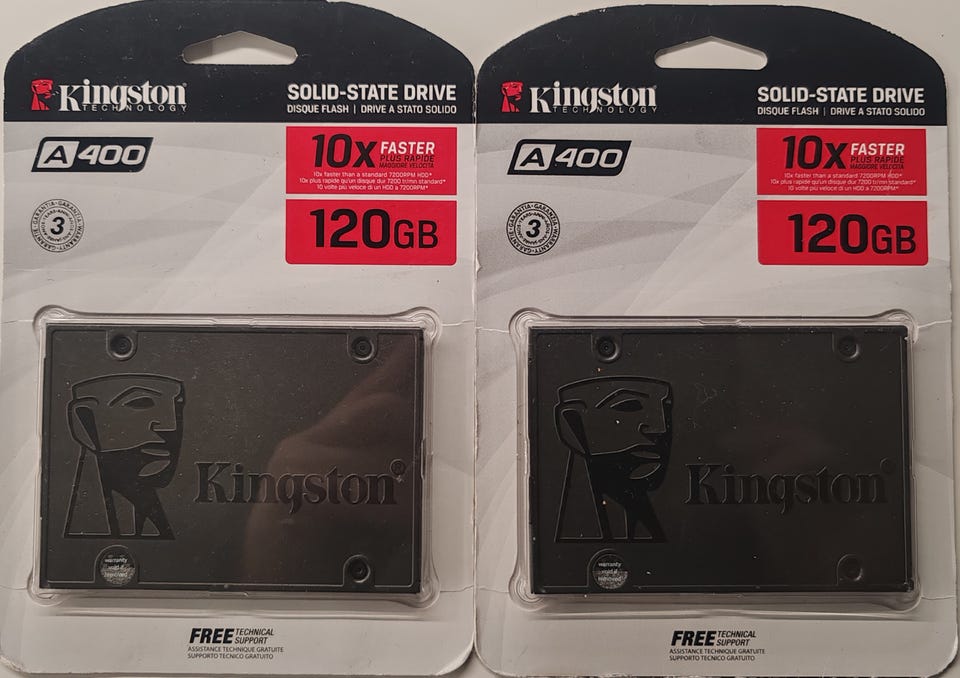 Kingston
TECHNOLOGY
SOLID-STATE DRIVE
DISQUE FLASH | DRIVE A STATO SOLIDO
A400
10x FASTER
PLUS RAPIDE
MAGGIORE VELOCITÀ
10x faster than a standard 7200RPM HDD*
10x plus rapide qu'un disque dur 7200 tr/mn standard*
10 volte più veloce di un HDD a 7200RPM*
3
120GB
Kingston®
warranty
void if
removed
FREE TECHNICAL
SUPPORT
ASSISTANCE TECHNIQUE GRATUITE
SUPPORTO TECNICO GRATUITO
Kingston
TECHNOLOGY
SOLID-STATE DRIVE
DISQUE FLASH | DRIVE A STATO SOLIDO
A400
10x FASTER
PLUS RAPIDE
MAGGIORE VELOCITÀ
10x faster than a standard 7200RPM HDD*
10x plus rapide qu'un disque dur 7200 tr/mn standard*
10 volte più veloce di un HDD a 7200RPM*
3
120GB
Kingston
warranty
void if
removed
FREE TECHNICAL
SUPPORT
ASSISTANCE TECHNIQUE GRATUITE
SUPPORTO TECNICO GRATUITO